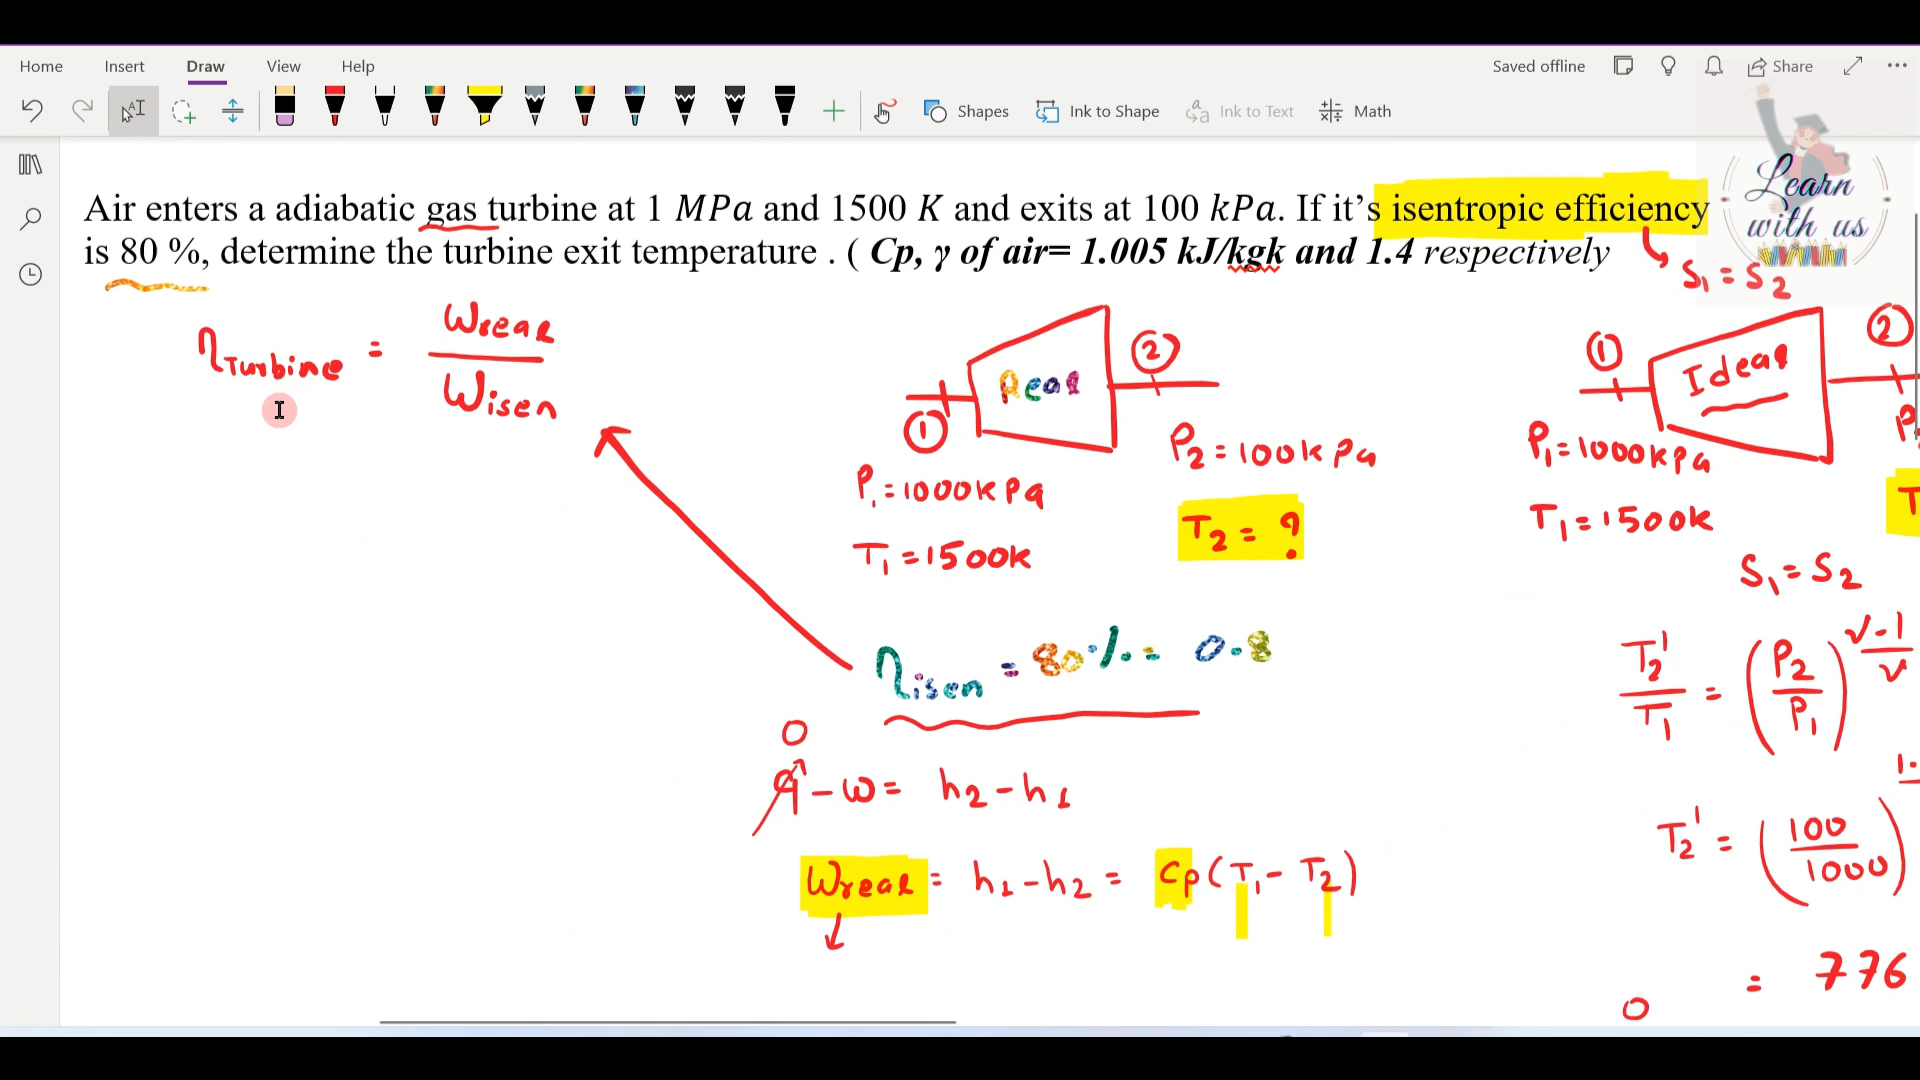 Home Insert Draw View Help Saved offline Share
Shapes Ink to Shape Ink to Text Math
Air enters a adiabatic gas turbine at 1 MPa and 1500 K and exits at 100 kPa. If it's isentropic efficiency
is 80 %, determine the turbine exit temperature . ( Cp, γ of air= 1.005 kJ/kgk and 1.4 respectively
Learn
with us
S1 = S2
ηTurbine = Wreal / Wisen
Real
1
2
P1 = 1000kPa
T1 = 1500K
P2 = 100kPa
T2 = ?
Ideal
1
2
P1 = 1000kPa
T1 = 1500K
P
T
S1 = S2
ηisen = 80% = 0.8
T2' / T1 = (P2 / P1) γ-1 / γ
0
q - w = h2 - h1
T2' = (100 / 1000) 1.
Wreal = h1 - h2 = Cp(T1 - T2)
= 776
0